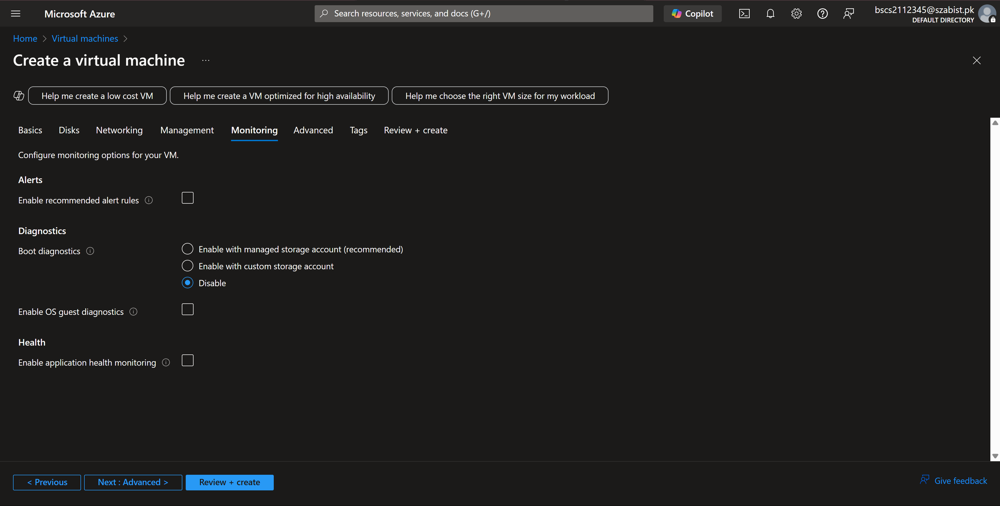 Microsoft Azure
Search resources, services, and docs (G+/)
Copilot
bscs2112345@szabist.pk
DEFAULT DIRECTORY
Home > Virtual machines >
Create a virtual machine ...
Help me create a low cost VM
Help me create a VM optimized for high availability
Help me choose the right VM size for my workload
Basics Disks Networking Management Monitoring Advanced Tags Review + create
Configure monitoring options for your VM.
Alerts
Enable recommended alert rules
Diagnostics
Boot diagnostics
Enable with managed storage account (recommended)
Enable with custom storage account
Disable
Enable OS guest diagnostics
Health
Enable application health monitoring
< Previous
Next : Advanced >
Review + create
Give feedback